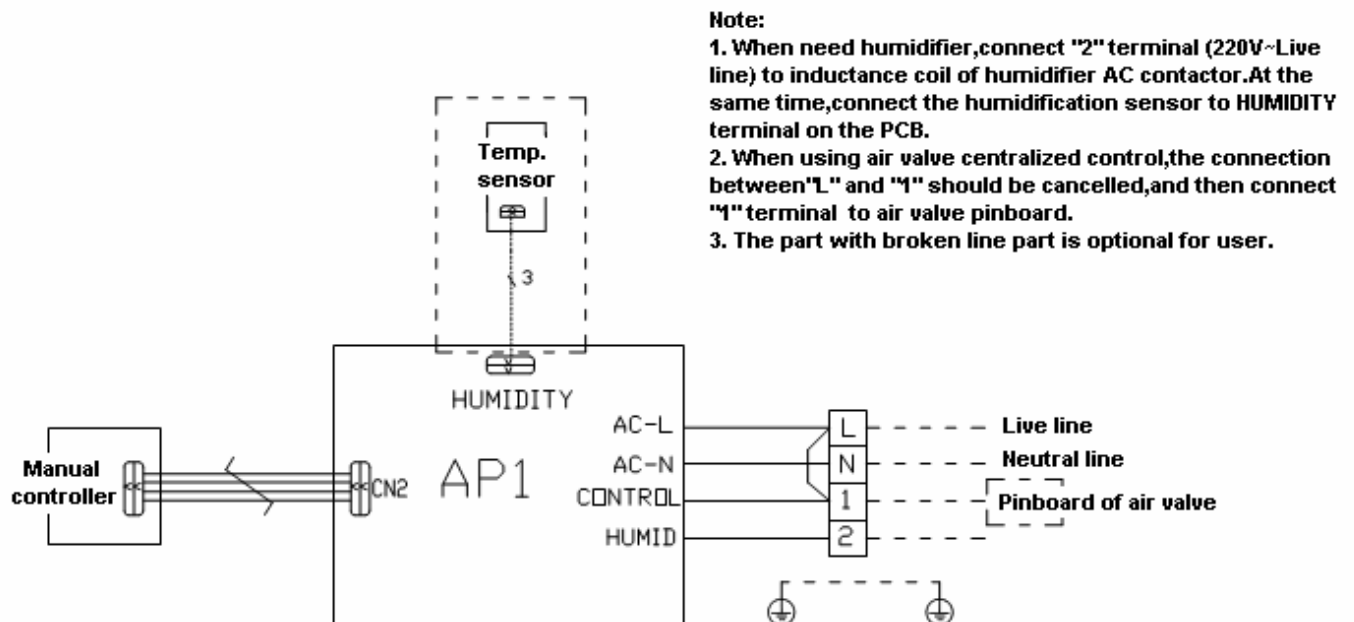 Note:
1. When need humidifier,connect "2" terminal (220V~Live
line) to inductance coil of humidifier AC contactor.At the
same time,connect the humidification sensor to HUMIDITY
terminal on the PCB.
2. When using air valve centralized control,the connection
between"L" and "1" should be cancelled,and then connect
"1" terminal to air valve pinboard.
3. The part with broken line part is optional for user.
Temp.
sensor
3
HUMIDITY
AP1
Manual
controller
CN2
AC-L
AC-N
CONTROL
HUMID
L
N
1
2
Live line
Neutral line
Pinboard of air valve